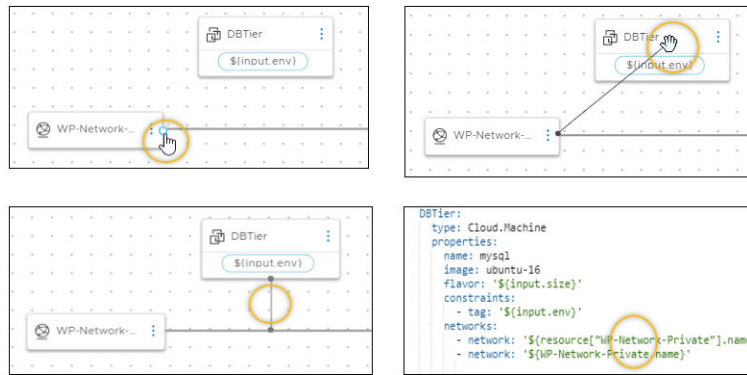 DBTier
${input.env}
WP-Network-...
DBTier
${input.env}
WP-Network-...
DBTier
${input.env}
WP-Network-...
DBTier:
type: Cloud.Machine
properties:
name: mysql
image: ubuntu-16
flavor: '${input.size}'
constraints:
- tag: '${input.env}'
networks:
- network: '${resource["WP-Network-Private"].name
- network: '${WP-Network-Private.name}'